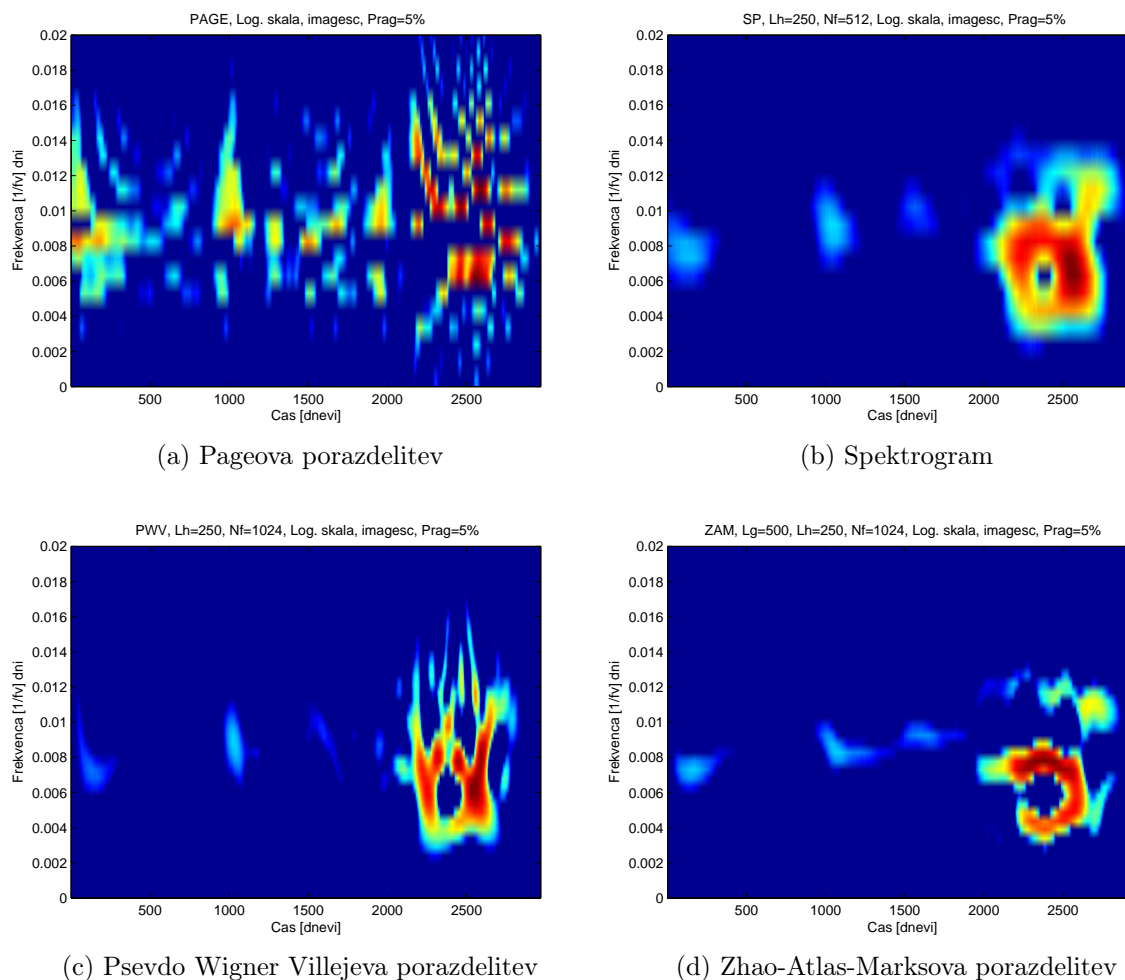 PAGE, Log. skala, imagesc, Prag=5%
0.02
0.018
0.016
0.014
0.012
0.01
0.008
0.006
0.004
0.002
0
Frekvenca [1/fv] dni
500 1000 1500 2000 2500
Cas [dnevi]
(a) Pageova porazdelitev
SP, Lh=250, Nf=512, Log. skala, imagesc, Prag=5%
0.02
0.018
0.016
0.014
0.012
0.01
0.008
0.006
0.004
0.002
0
Frekvenca [1/fv] dni
500 1000 1500 2000 2500
Cas [dnevi]
(b) Spektrogram
PWV, Lh=250, Nf=1024, Log. skala, imagesc, Prag=5%
0.02
0.018
0.016
0.014
0.012
0.01
0.008
0.006
0.004
0.002
0
Frekvenca [1/fv] dni
500 1000 1500 2000 2500
Cas [dnevi]
(c) Psevdo Wigner Villejeva porazdelitev
ZAM, Lg=500, Lh=250, Nf=1024, Log. skala, imagesc, Prag=5%
0.02
0.018
0.016
0.014
0.012
0.01
0.008
0.006
0.004
0.002
0
Frekvenca [1/fv] dni
500 1000 1500 2000 2500
Cas [dnevi]
(d) Zhao-Atlas-Marksova porazdelitev